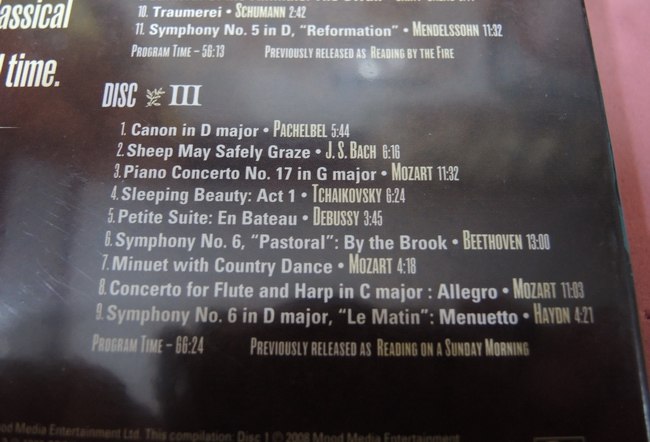 assical
time.
10. Traumerei • SCHUMANN 2:42
11. Symphony No. 5 in D, "Reformation" • MENDELSSOHN 11:32
PROGRAM TIME – 56:13 PREVIOUSLY RELEASED AS READING BY THE FIRE
DISC III
1. Canon in D major • PACHELBEL 5:44
2. Sheep May Safely Graze • J. S. BACH 6:16
3. Piano Concerto No. 17 in G major • MOZART 11:32
4. Sleeping Beauty: Act 1 • TCHAIKOVSKY 6:24
5. Petite Suite: En Bateau • DEBUSSY 3:45
6. Symphony No. 6, "Pastoral": By the Brook • BEETHOVEN 13:00
7. Minuet with Country Dance • MOZART 4:18
8. Concerto for Flute and Harp in C major : Allegro • MOZART 11:03
9. Symphony No. 6 in D major, "Le Matin": Menuetto • HAYDN 4:21
PROGRAM TIME – 66:24 PREVIOUSLY RELEASED AS READING ON A SUNDAY MORNING
ood Media Entertainment Ltd. This compilation: Disc 1 ℗ 2008 Mood Media Entertainment